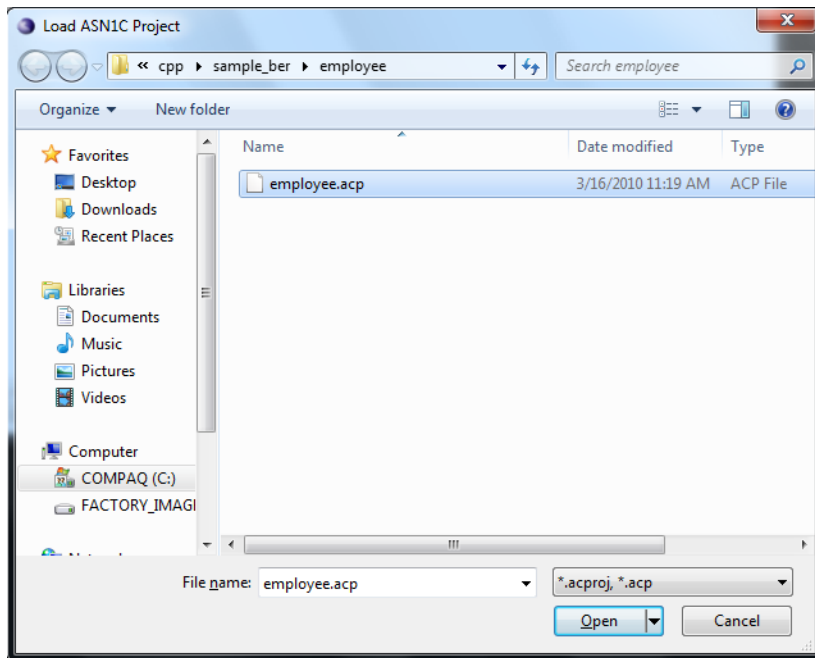 Load ASN1C Project
« cpp ▸ sample_ber ▸ employee
Search employee
Organize
New folder
Name
Date modified
Type
Favorites
Desktop
Downloads
Recent Places
Libraries
Documents
Music
Pictures
Videos
Computer
COMPAQ (C:)
FACTORY_IMAG
employee.acp
3/16/2010 11:19 AM
ACP File
File name:
employee.acp
*.acproj, *.acp
Open
Cancel